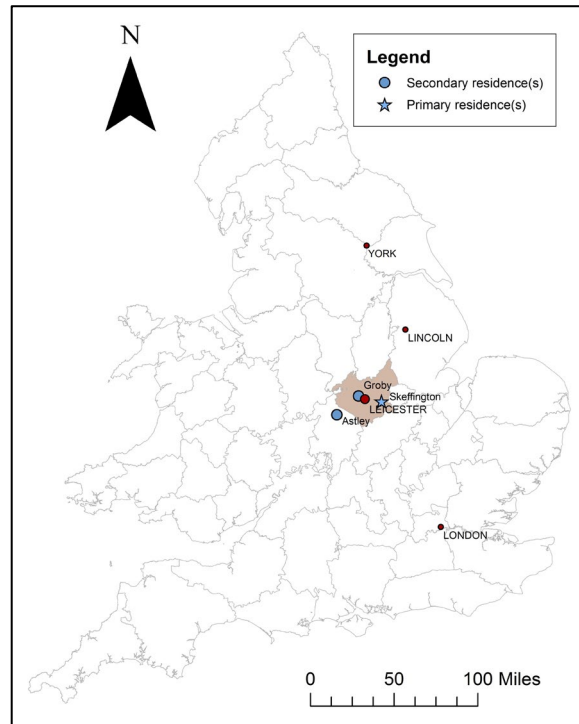 N
Legend
Secondary residence(s)
Primary residence(s)
YORK
LINCOLN
Groby
Skeffington
LEICESTER
Astley
LONDON
0 50 100 Miles